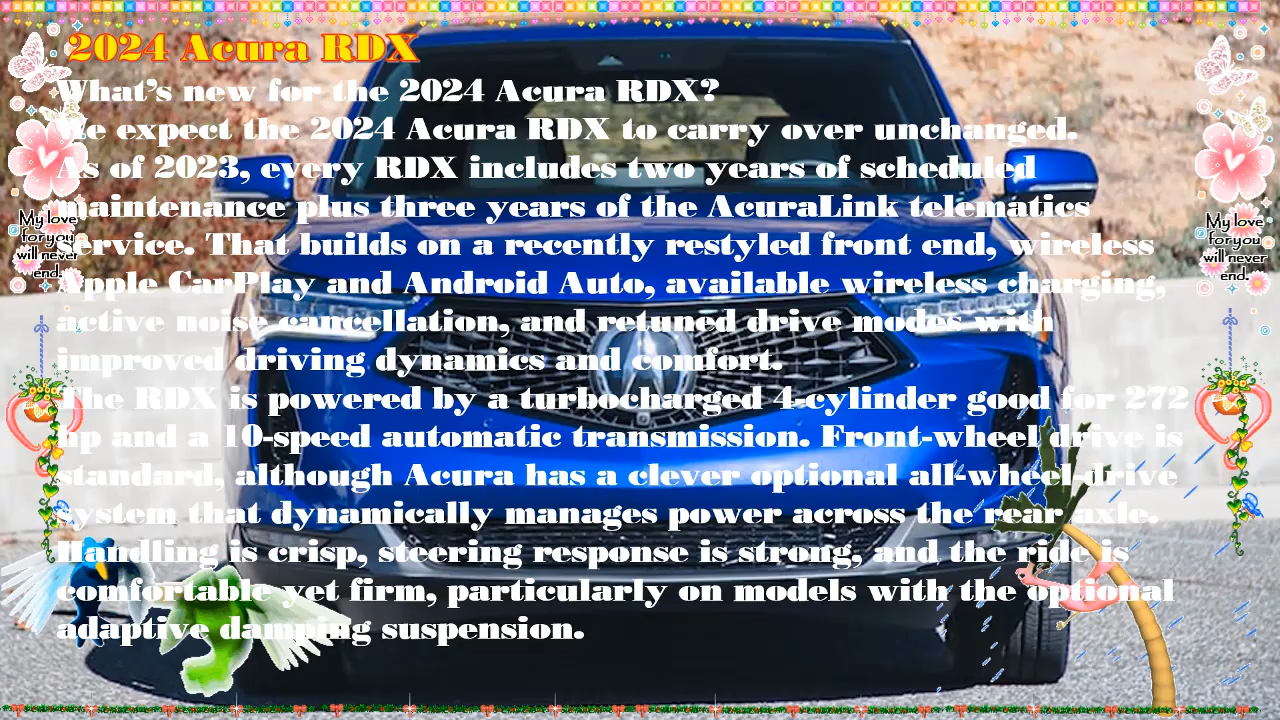 2024 Acura RDX
What's new for the 2024 Acura RDX?
We expect the 2024 Acura RDX to carry over unchanged.
As of 2023, every RDX includes two years of scheduled
maintenance plus three years of the AcuraLink telematics
service. That builds on a recently restyled front end, wireless
Apple CarPlay and Android Auto, available wireless charging,
active noise cancellation, and retuned drive modes with
improved driving dynamics and comfort.
The RDX is powered by a turbocharged 4-cylinder good for 272
hp and a 10-speed automatic transmission. Front-wheel drive is
standard, although Acura has a clever optional all-wheel-drive
system that dynamically manages power across the rear axle.
Handling is crisp, steering response is strong, and the ride is
comfortable yet firm, particularly on models with the optional
adaptive damping suspension.
My love
for you
will never
end.
My love
for you
will never
end.